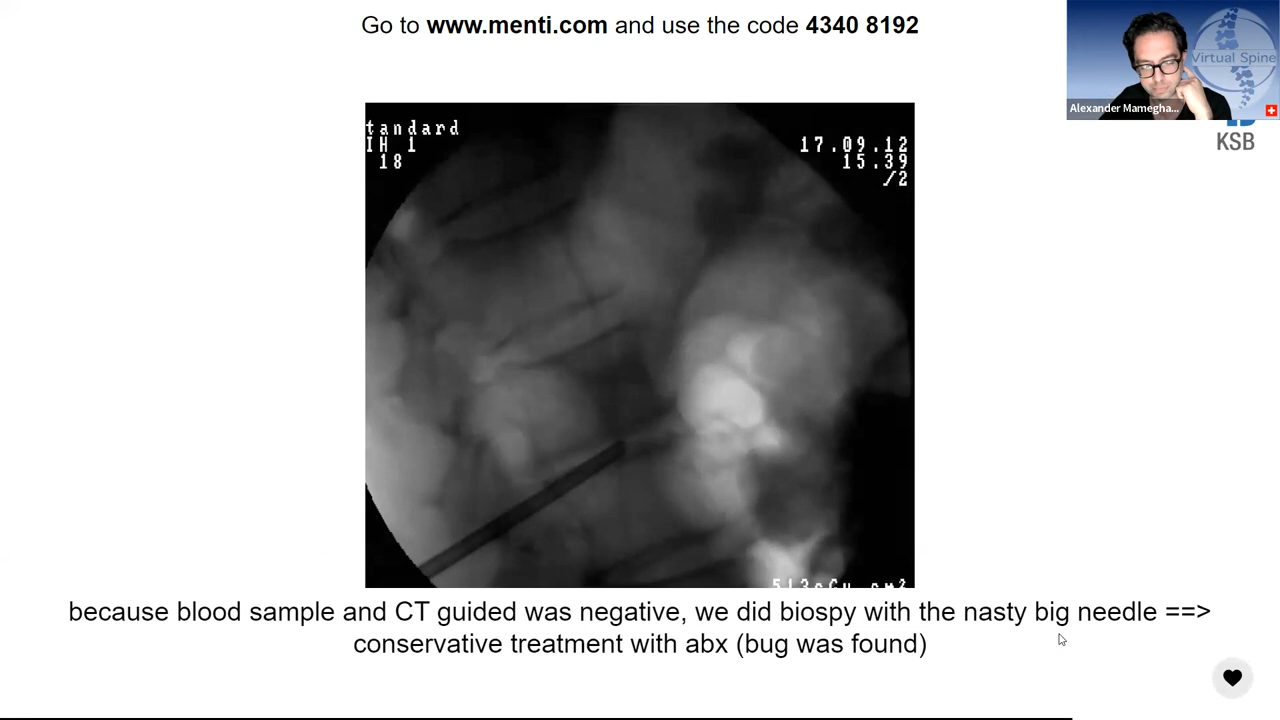 Go to www.menti.com and use the code 4340 8192
Virtual Spine
Alexander Mamegha...
KSB
tandard
IH 1
18
17.09.12
15.39
/2
because blood sample and CT guided was negative, we did biospy with the nasty big needle ==>
conservative treatment with abx (bug was found)